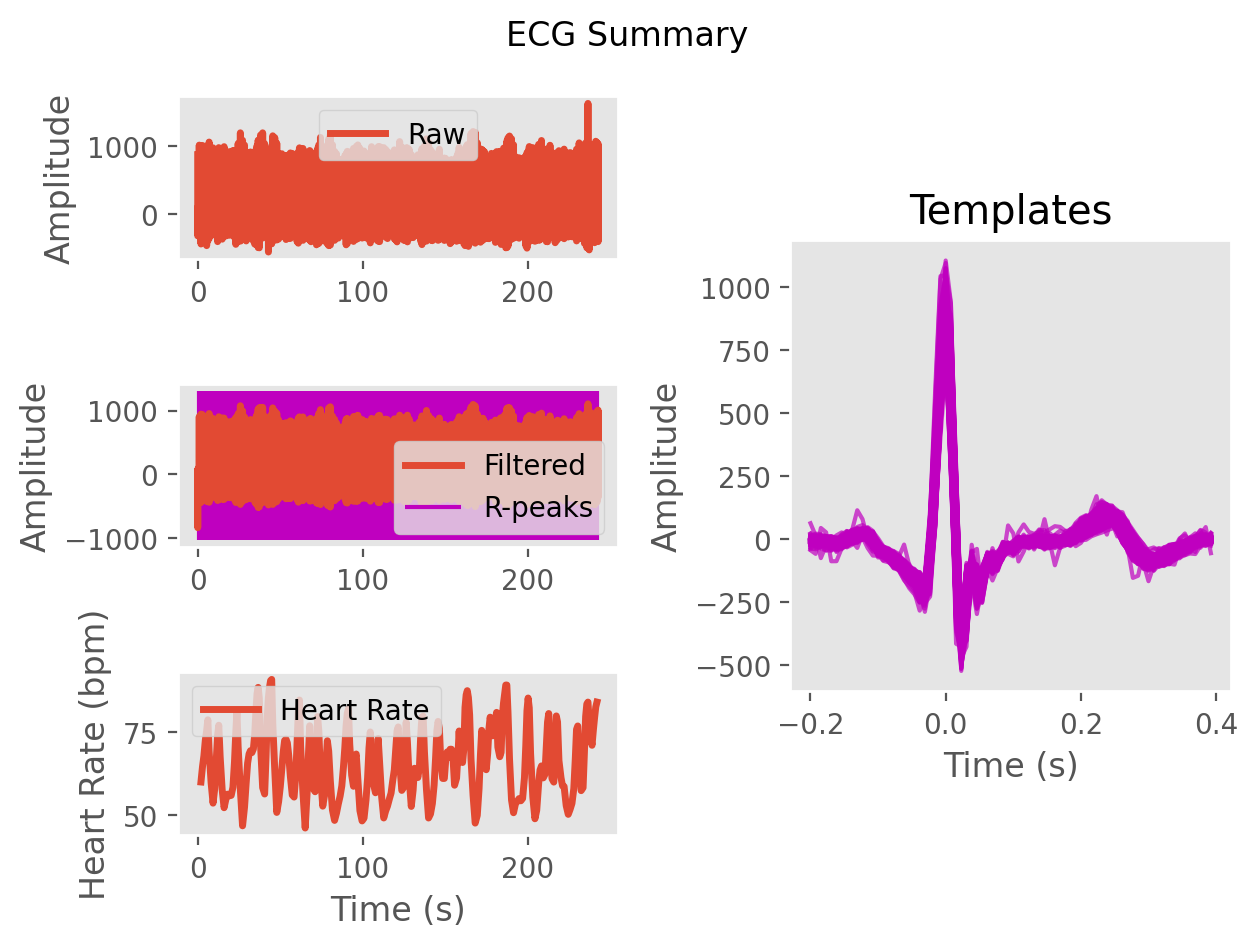 ECG Summary
Amplitude
1000
0
Raw
0
100
200
Amplitude
1000
0
−1000
Filtered
R-peaks
0
100
200
Heart Rate (bpm)
75
50
Heart Rate
0
100
200
Time (s)
Templates
Amplitude
1000
750
500
250
0
−250
−500
−0.2
0.0
0.2
0.4
Time (s)